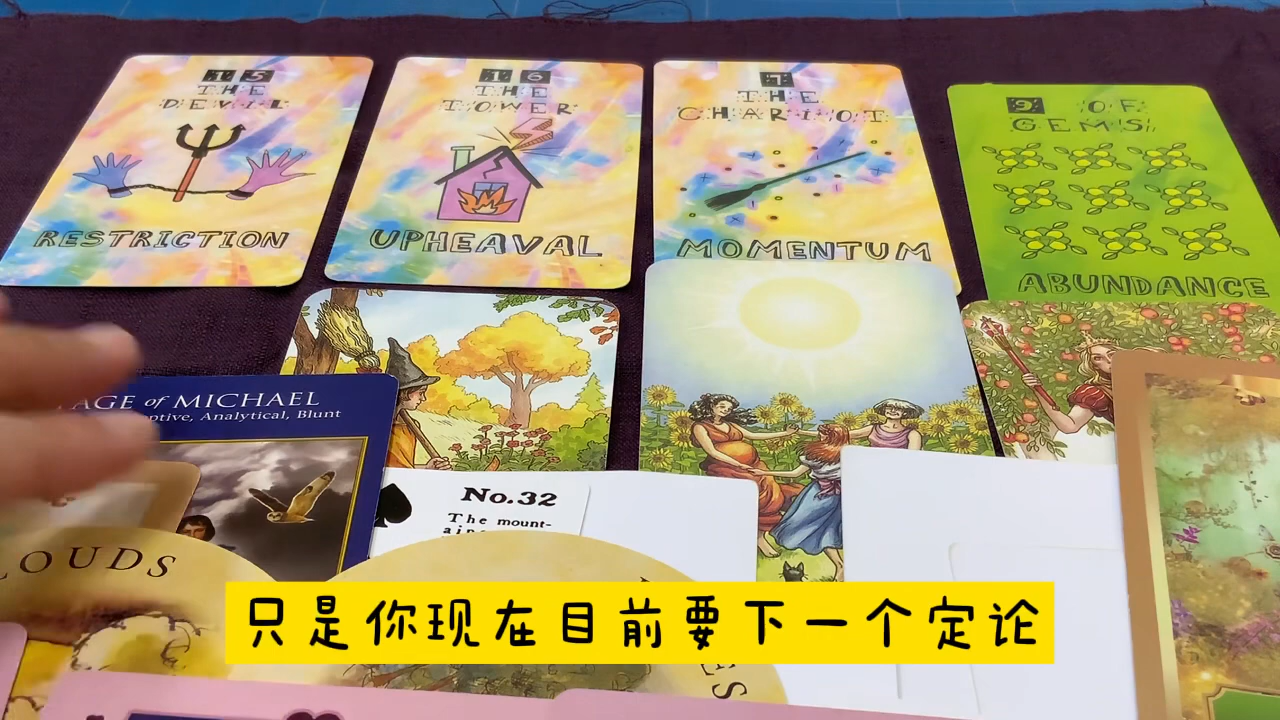 15
THE
DEVIL
RESTRICTION
16
THE
TOWER
UPHEAVAL
7
THE
CHARIOT
MOMENTUM
9 OF
GEMS
ABUNDANCE
AGE of MICHAEL
ptive, Analytical, Blunt
No.32
The mount-
LOUDS
只是你现在目前要下一个定论